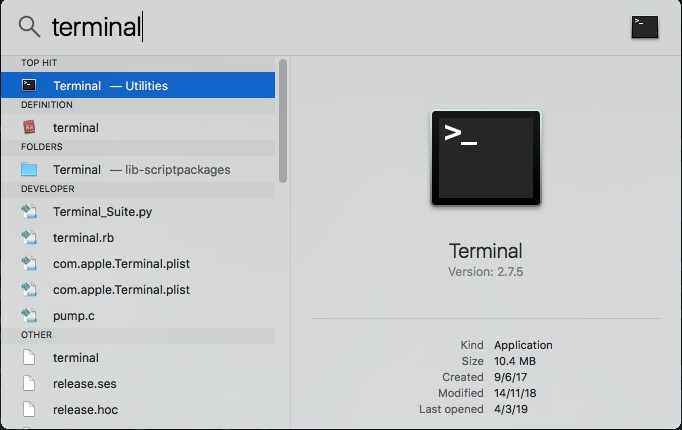 terminal
TOP HIT
Terminal — Utilities
DEFINITION
terminal
FOLDERS
Terminal — lib-scriptpackages
DEVELOPER
Terminal_Suite.py
terminal.rb
com.apple.Terminal.plist
com.apple.Terminal.plist
pump.c
OTHER
terminal
release.ses
release.hoc
>_
Terminal
Version: 2.7.5
Kind Application
Size 10.4 MB
Created 9/6/17
Modified 14/11/18
Last opened 4/3/19